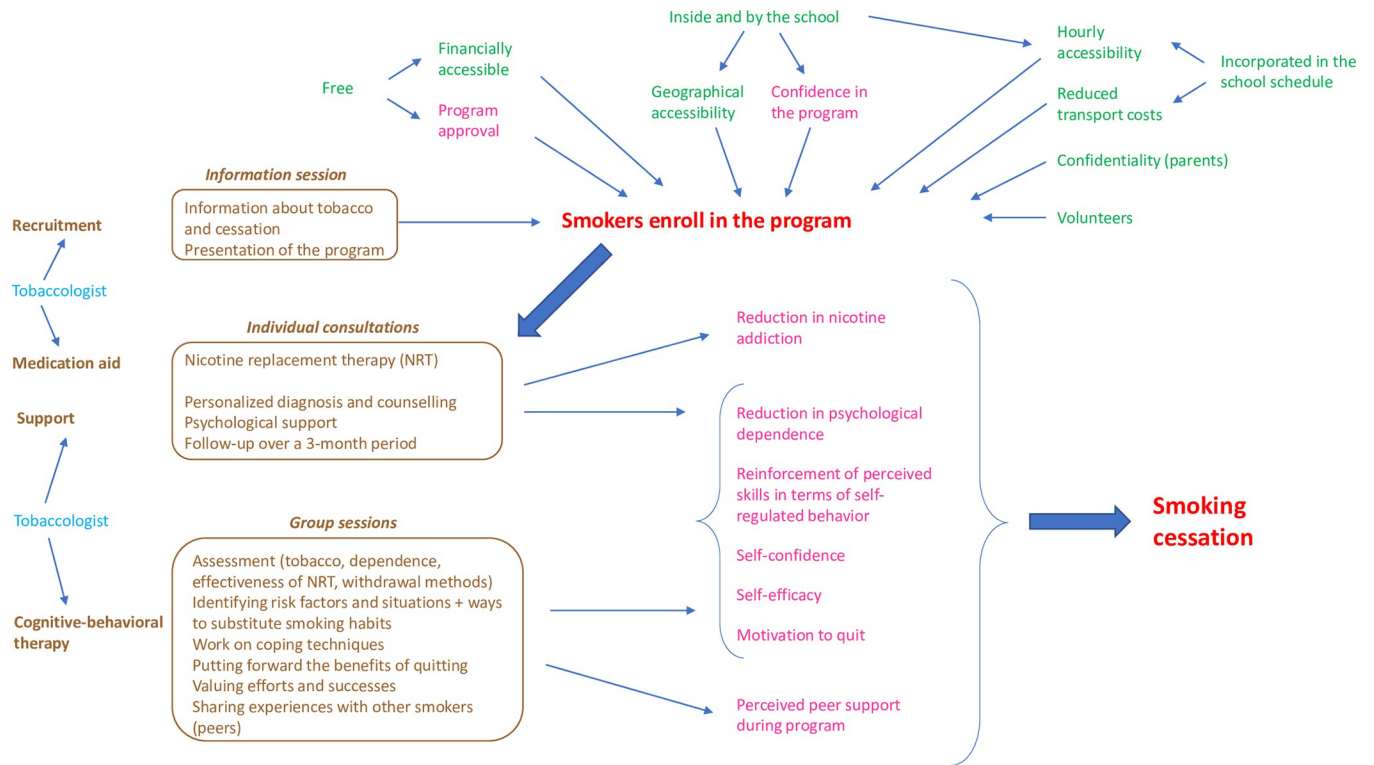 Inside and by the school
Financially
accessible
Hourly
accessibility
Incorporated in the
school schedule
Free
Geographical
accessibility
Confidence in
the program
Reduced
transport costs
Program
approval
Confidentiality (parents)
Information session
Information about tobacco
and cessation
Presentation of the program
Smokers enroll in the program
Volunteers
Recruitment
Tobaccologist
Medication aid
Individual consultations
Nicotine replacement therapy (NRT)
Personalized diagnosis and counselling
Psychological support
Follow-up over a 3-month period
Reduction in nicotine
addiction
Support
Tobaccologist
Cognitive-behavioral
therapy
Group sessions
Assessment (tobacco, dependence,
effectiveness of NRT, withdrawal methods)
Identifying risk factors and situations + ways
to substitute smoking habits
Work on coping techniques
Putting forward the benefits of quitting
Valuing efforts and successes
Sharing experiences with other smokers
(peers)
Reduction in psychological
dependence
Reinforcement of perceived
skills in terms of self-
regulated behavior
Self-confidence
Self-efficacy
Motivation to quit
Perceived peer support
during program
Smoking
cessation